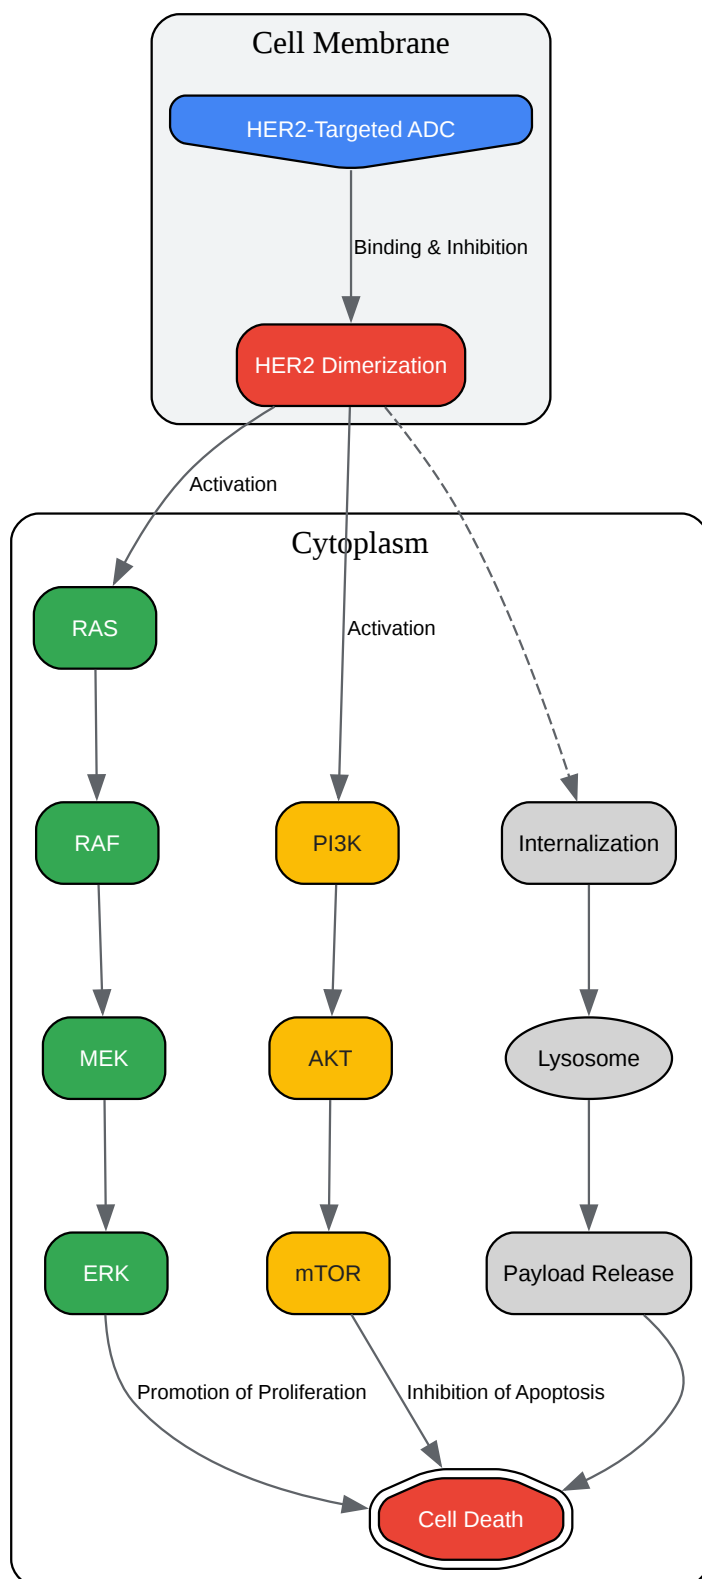 Cell Membrane
HER2-Targeted ADC
Binding & Inhibition
HER2 Dimerization
Activation
Cytoplasm
RAS
Activation
RAF
PI3K
Internalization
MEK
AKT
Lysosome
ERK
mTOR
Payload Release
Promotion of Proliferation
Inhibition of Apoptosis
Cell Death